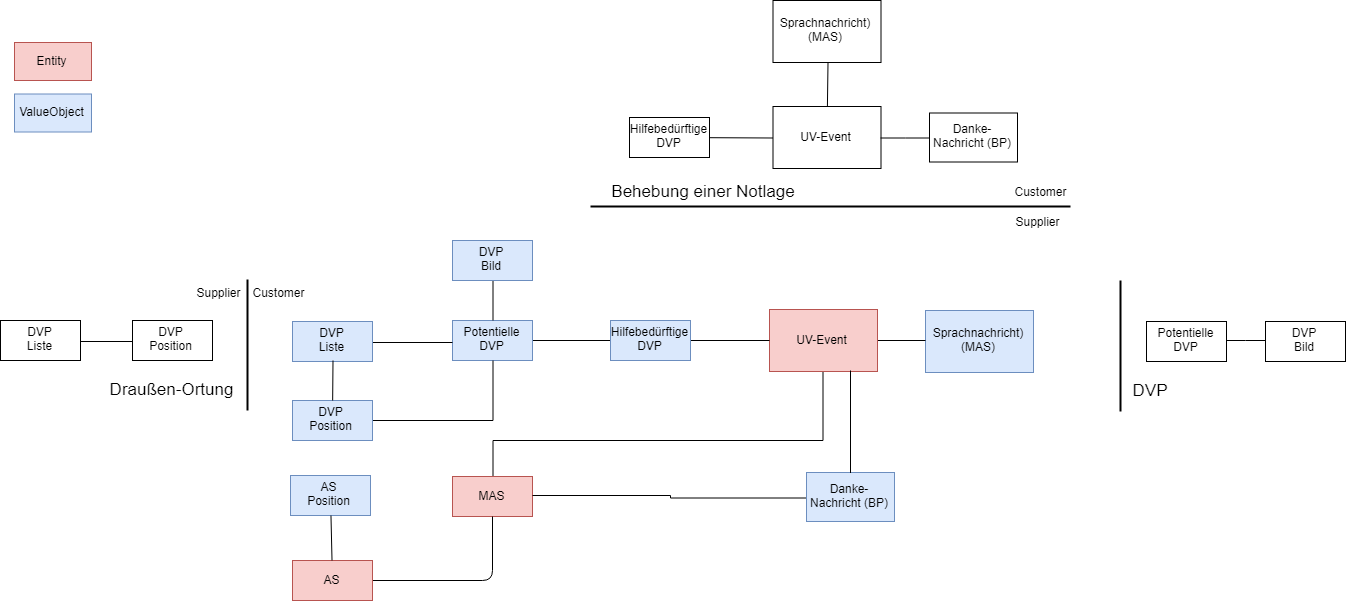 Sprachnachricht)
(MAS)
Entity
ValueObject
Hilfebedürftige
DVP
UV-Event
Danke-
Nachricht (BP)
Behebung einer Notlage
Customer
Supplier
DVP
Bild
Supplier
Customer
DVP
Liste
DVP
Position
Draußen-Ortung
DVP
Liste
Potentielle
DVP
Hilfebedürftige
DVP
UV-Event
Sprachnachricht)
(MAS)
Potentielle
DVP
DVP
Bild
DVP
DVP
Position
AS
Position
MAS
Danke-
Nachricht (BP)
AS